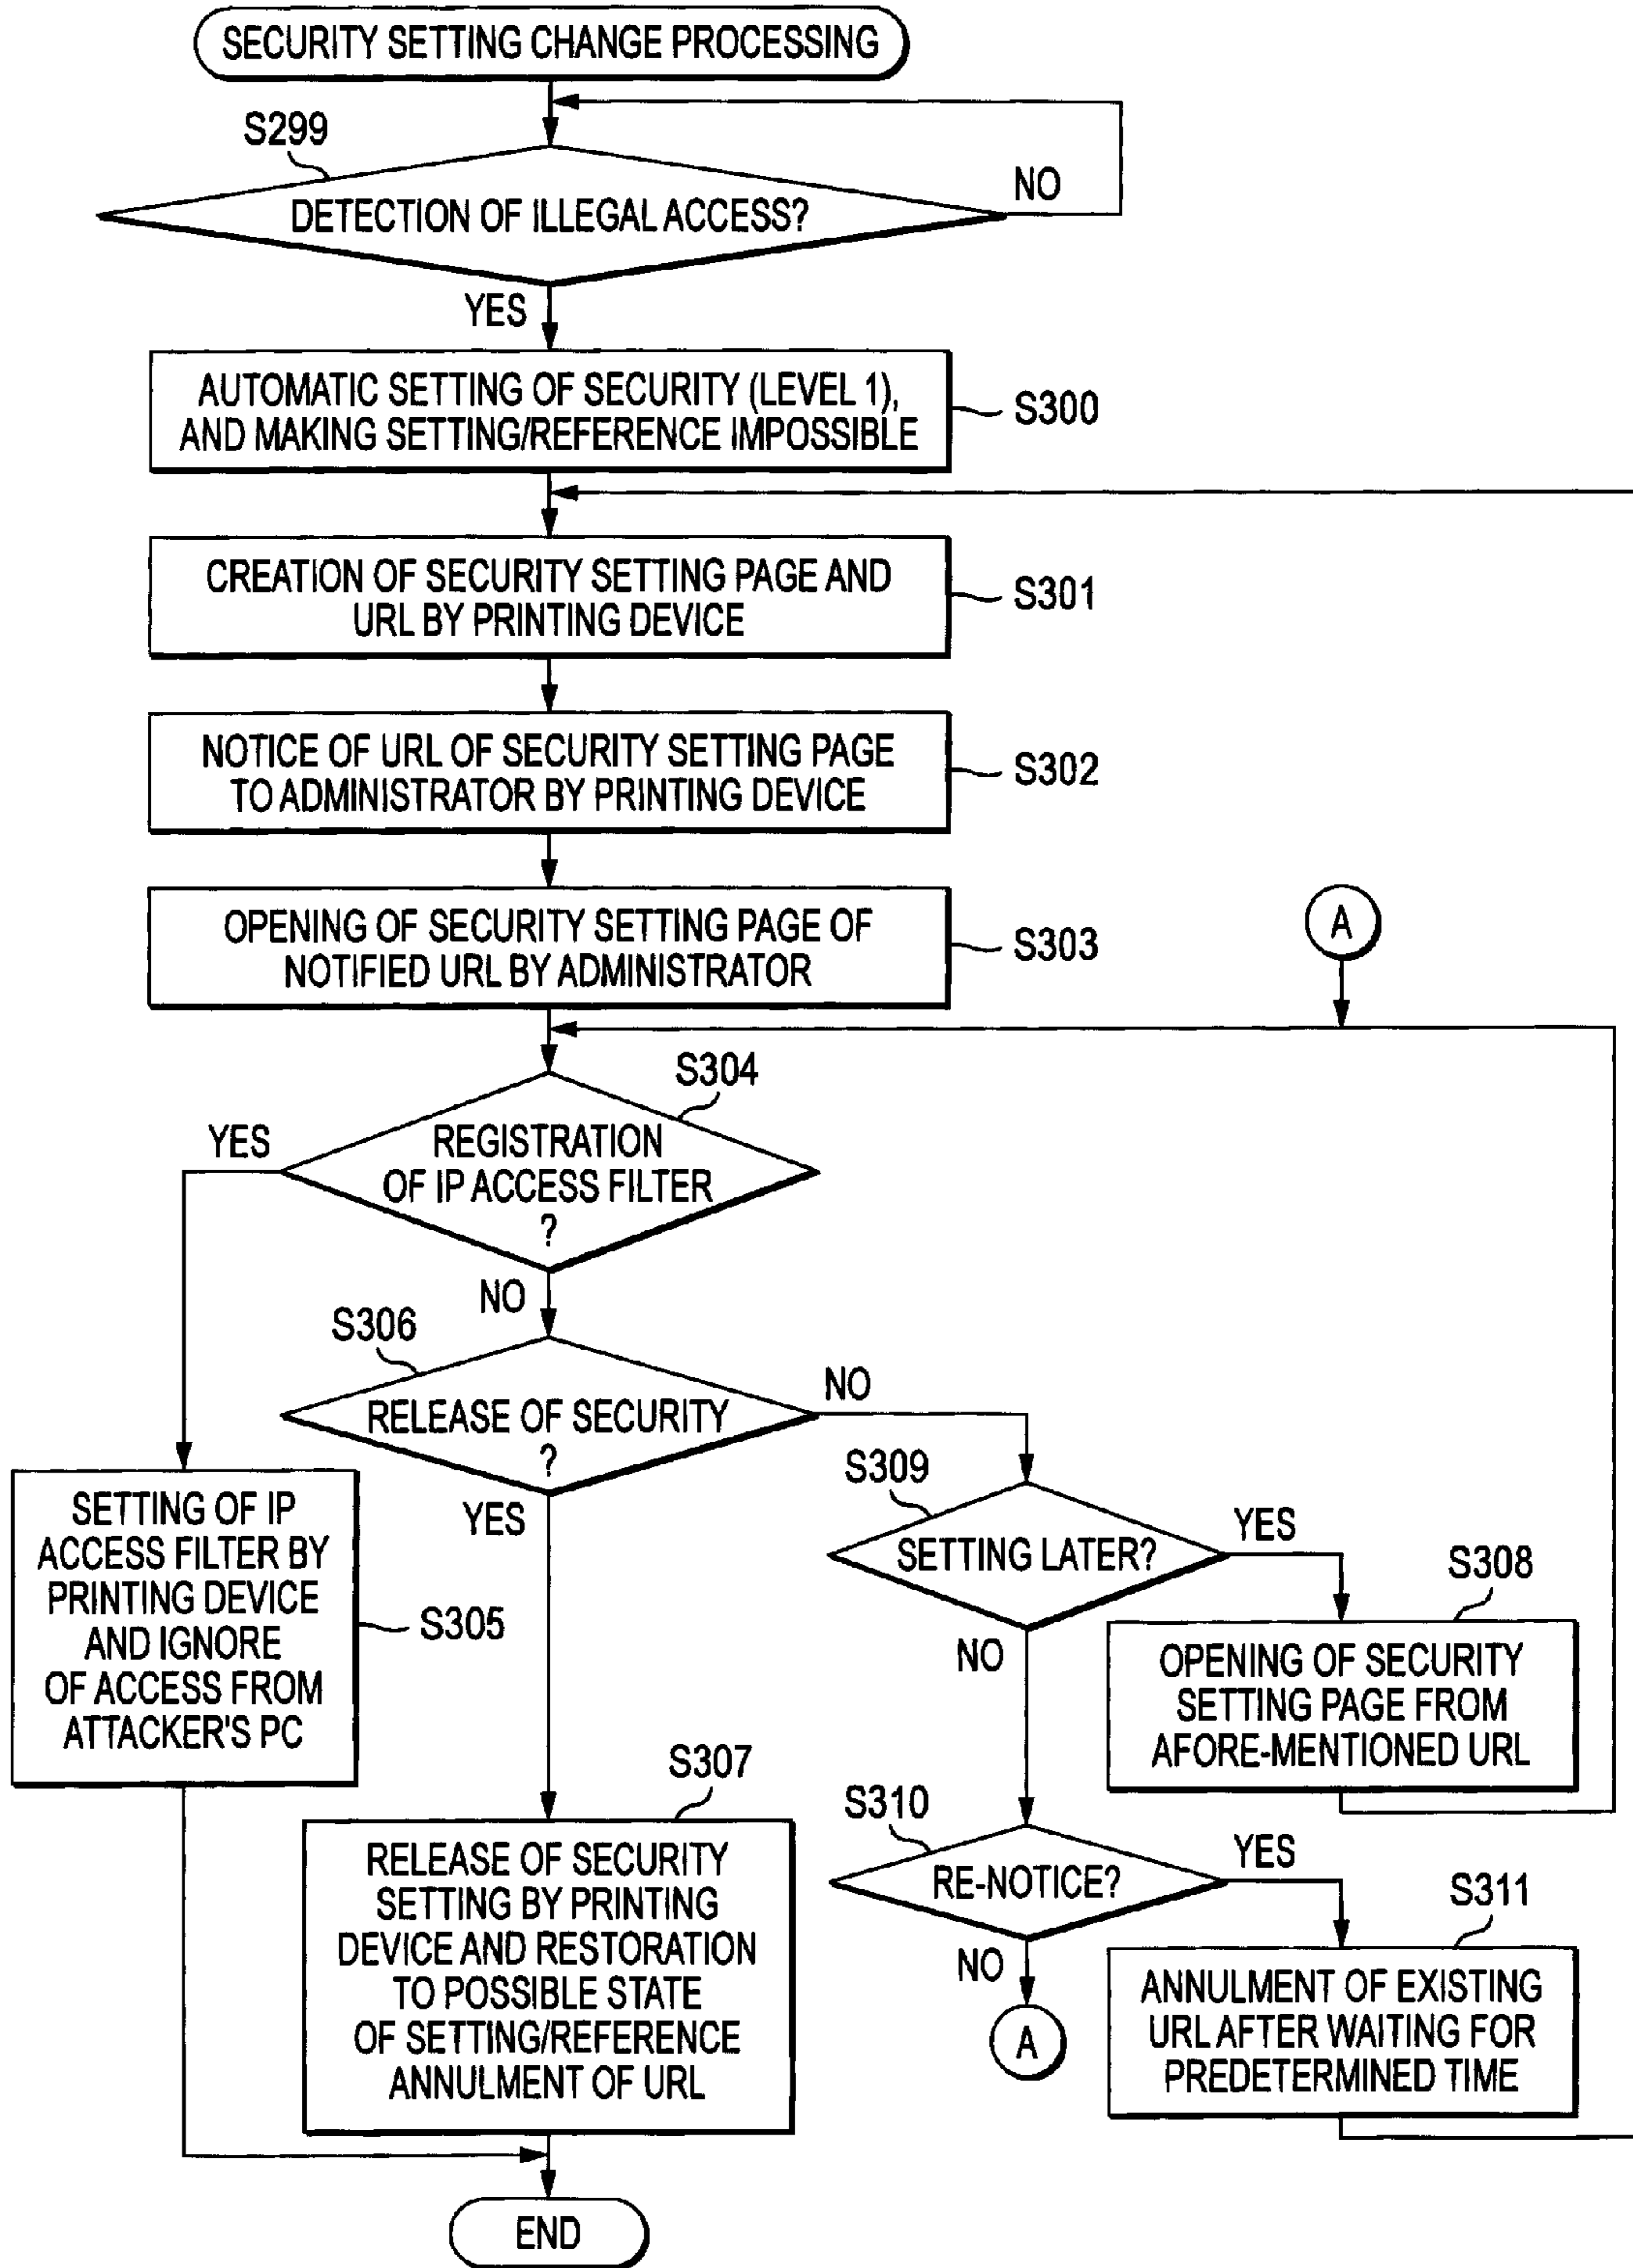 SECURITY SETTING CHANGE PROCESSING
S299
DETECTION OF ILLEGAL ACCESS?
NO
YES
AUTOMATIC SETTING OF SECURITY (LEVEL 1),
AND MAKING SETTING/REFERENCE IMPOSSIBLE
S300
CREATION OF SECURITY SETTING PAGE AND
URL BY PRINTING DEVICE
S301
NOTICE OF URL OF SECURITY SETTING PAGE
TO ADMINISTRATOR BY PRINTING DEVICE
S302
OPENING OF SECURITY SETTING PAGE OF
NOTIFIED URL BY ADMINISTRATOR
S303
A
S304
REGISTRATION
OF IP ACCESS FILTER
?
YES
NO
S306
RELEASE OF SECURITY
?
NO
YES
SETTING OF IP
ACCESS FILTER BY
PRINTING DEVICE
AND IGNORE
OF ACCESS FROM
ATTACKER'S PC
S305
S309
SETTING LATER?
YES
NO
S308
OPENING OF SECURITY
SETTING PAGE FROM
AFORE-MENTIONED URL
S307
RELEASE OF SECURITY
SETTING BY PRINTING
DEVICE AND RESTORATION
TO POSSIBLE STATE
OF SETTING/REFERENCE
ANNULMENT OF URL
S310
RE-NOTICE?
YES
NO
A
S311
ANNULMENT OF EXISTING
URL AFTER WAITING FOR
PREDETERMINED TIME
END